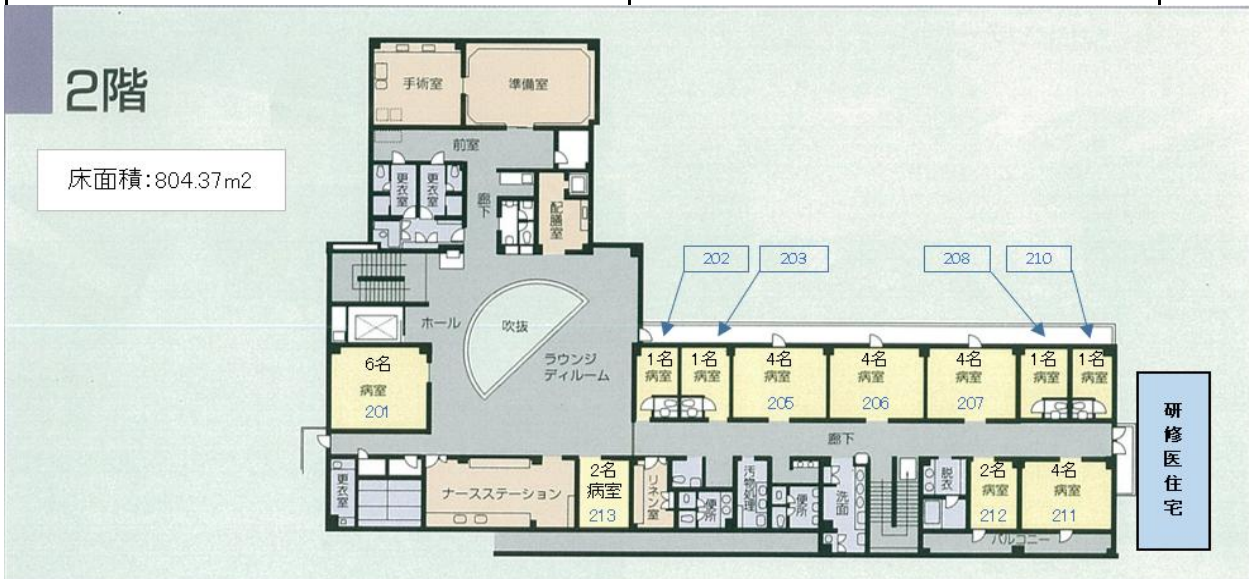 2階
床面積:804.37m2
手術室
準備室
前室
更衣室
更衣室
廊下
配膳室
202
203
208
210
ホール
吹抜
ラウンジ
ディルーム
6名
病室
201
1名
病室
1名
病室
4名
病室
205
4名
病室
206
4名
病室
207
1名
病室
1名
病室
廊下
研修医住宅
更衣室
ナースステーション
2名
病室
213
リネン室
便所
汚物処理
便所
洗面
脱衣
2名
病室
212
4名
病室
211
バルコニー